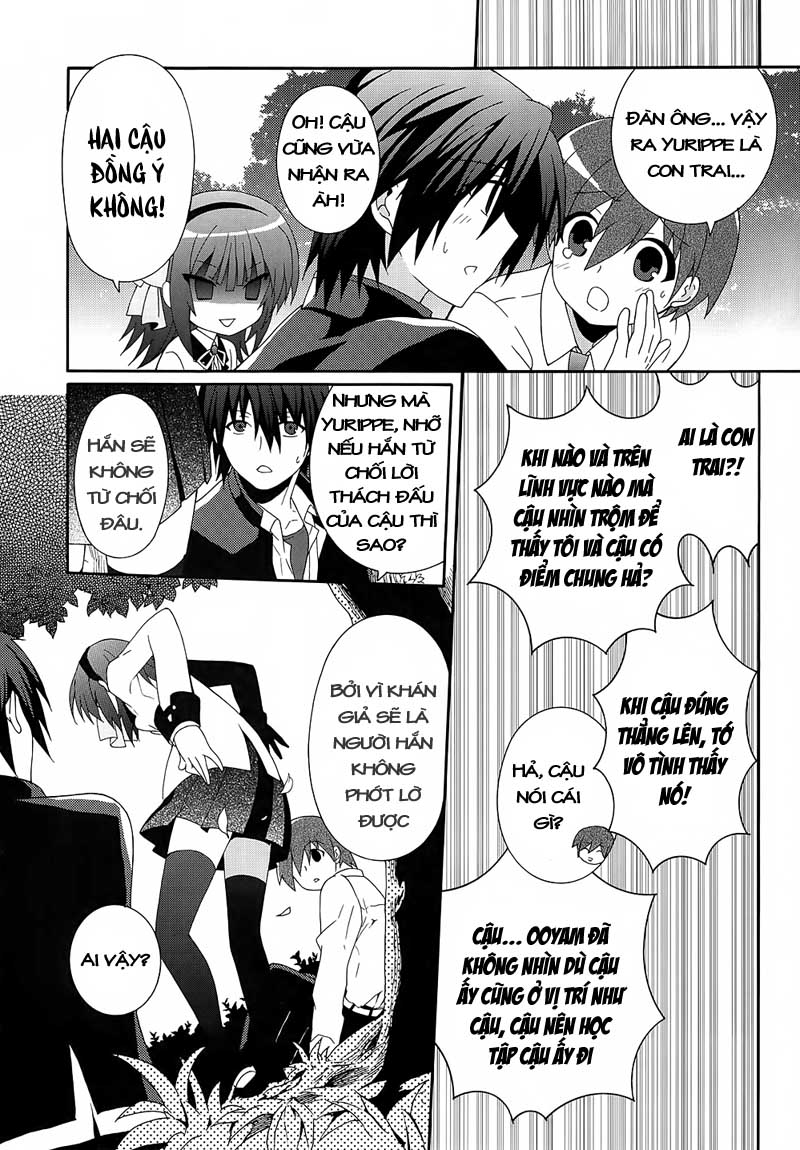 ĐÀN ÔNG... VẬY
RA YURIPPE LÀ
CON TRAI...
OH! CẬU
CŨNG VỪA
NHẬN RA
ÀH!
HAI CẬU
ĐỒNG Ý
KHÔNG!
AI LÀ CON
TRAI?!
KHI NÀO VÀ TRÊN
LĨNH VỰC NÀO MÀ
CẬU NHÌN TRỘM ĐỂ
THẤY TÔI VÀ CẬU CÓ
ĐIỂM CHUNG HẢ?
KHI CẬU ĐỨNG
THẲNG LÊN, TỚ
VÔ TÌNH THẤY
NÓ!
HẢ, CẬU
NÓI CÁI
GÌ?
CẬU... OOYAM ĐÃ
KHÔNG NHÌN DÙ CẬU
ẤY CŨNG Ở VỊ TRÍ NHƯ
CẬU, CẬU NÊN HỌC
TẬP CẬU ẤY ĐI
NHƯNG MÀ
YURIPPE, NHỠ
NẾU HẮN TỪ
CHỐI LỜI
THÁCH ĐẤU
CỦA CẬU THÌ
SAO?
HẮN SẼ
KHÔNG
TỪ CHỐI
ĐÂU.
BỞI VÌ KHÁN
GIẢ SẼ LÀ
NGƯỜI HẮN
KHÔNG
PHỚT LỜ
ĐƯỢC
AI VẬY?